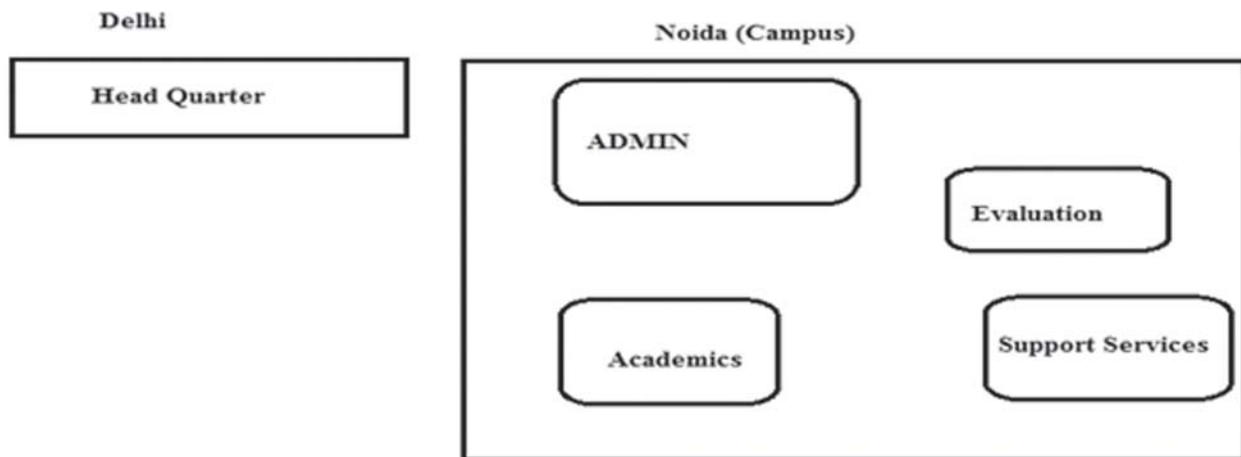 Delhi
Noida (Campus)
Head Quarter
ADMIN
Evaluation
Academics
Support Services